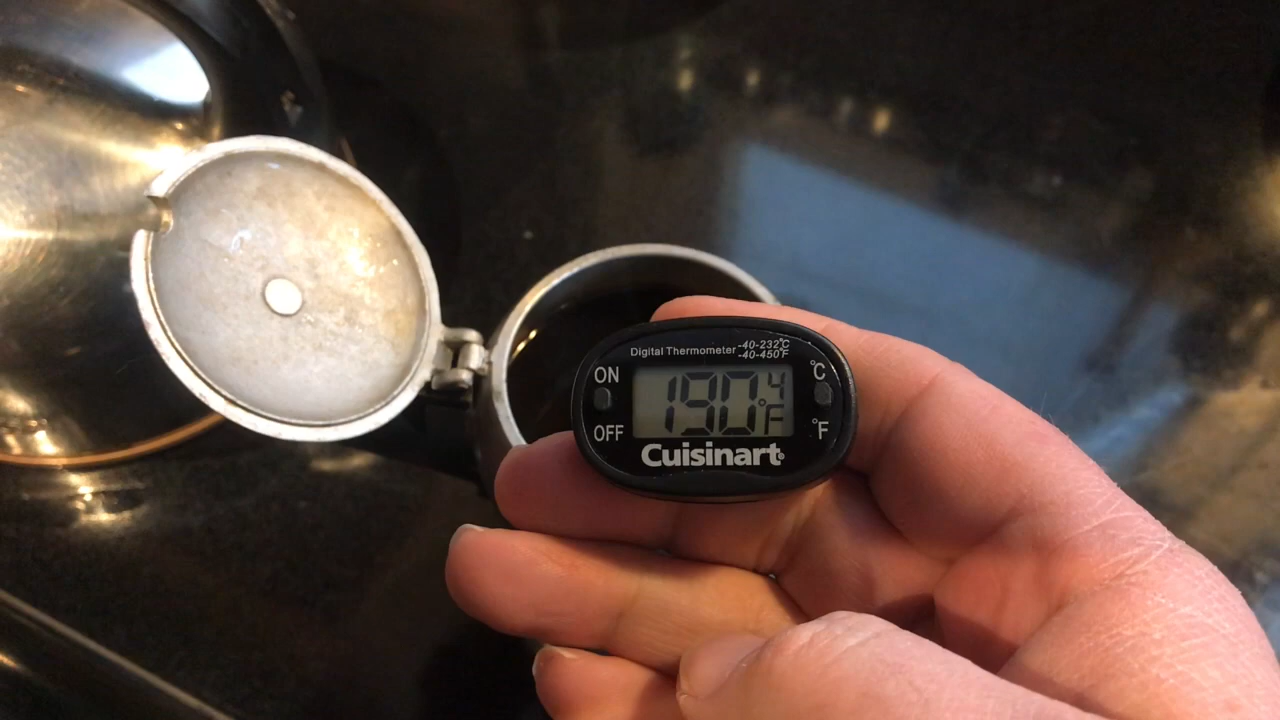 Digital Thermometer -40-232°C
-40-450°F
ON
°C
190.4
°F
OFF
°F
Cuisinart®